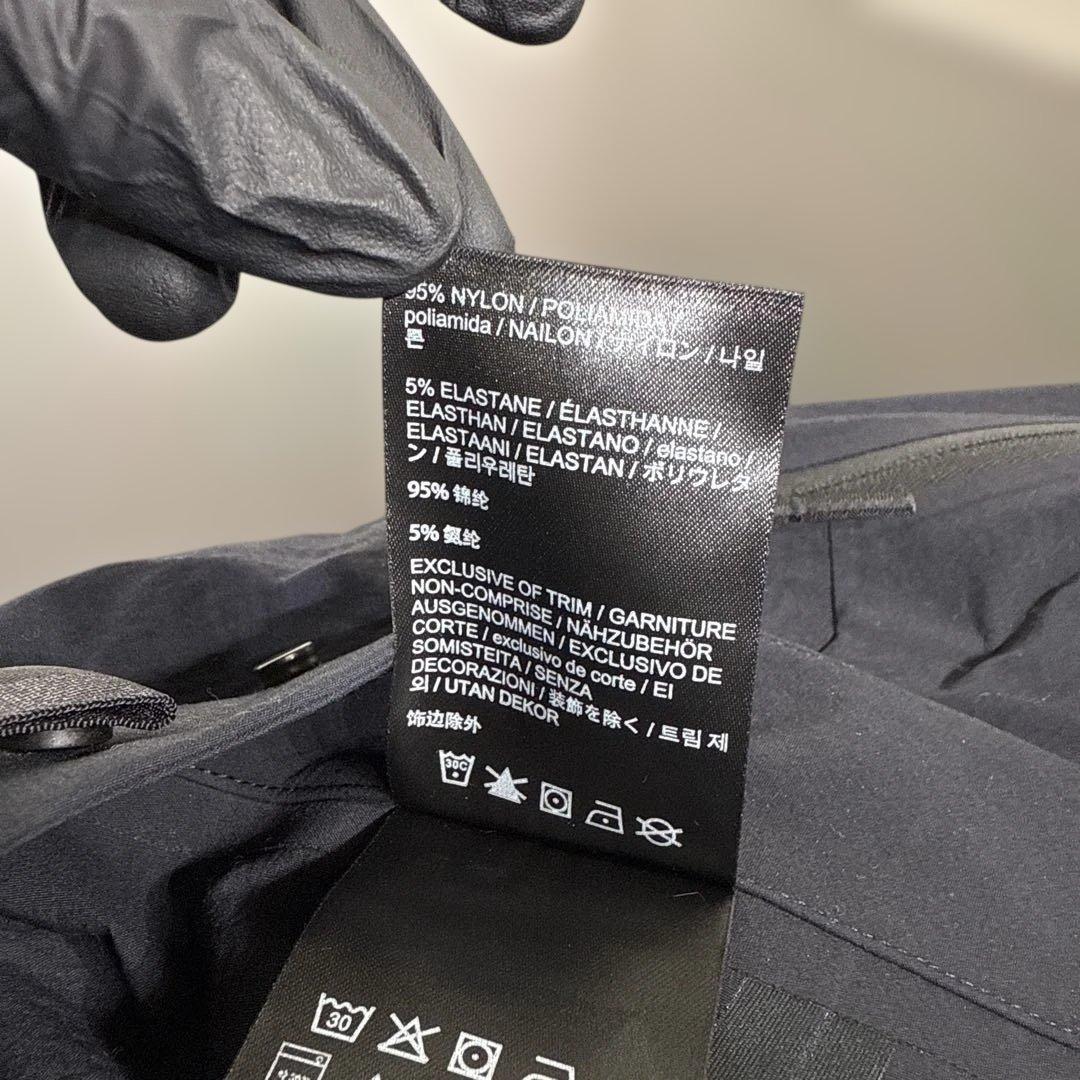 95% NYLON / POLIAMIDA /
poliamida / NAILON / ナイロン / 나일
론
5% ELASTANE / ÉLASTHANNE /
ELASTHAN / ELASTANO / elastano /
ELASTAANI / ELASTAN / ポリウレタ
ン / 폴리우레탄
95% 锦纶
5% 氨纶
EXCLUSIVE OF TRIM / GARNITURE
NON-COMPRISE / NÄHZUBEHÖR
AUSGENOMMEN / EXCLUSIVO DE
CORTE / exclusivo de corte / EI
SOMISTEITA / SENZA
DECORAZIONI / 装飾を除く / 트림 제
외 / UTAN DEKOR
饰边除外
30C
30